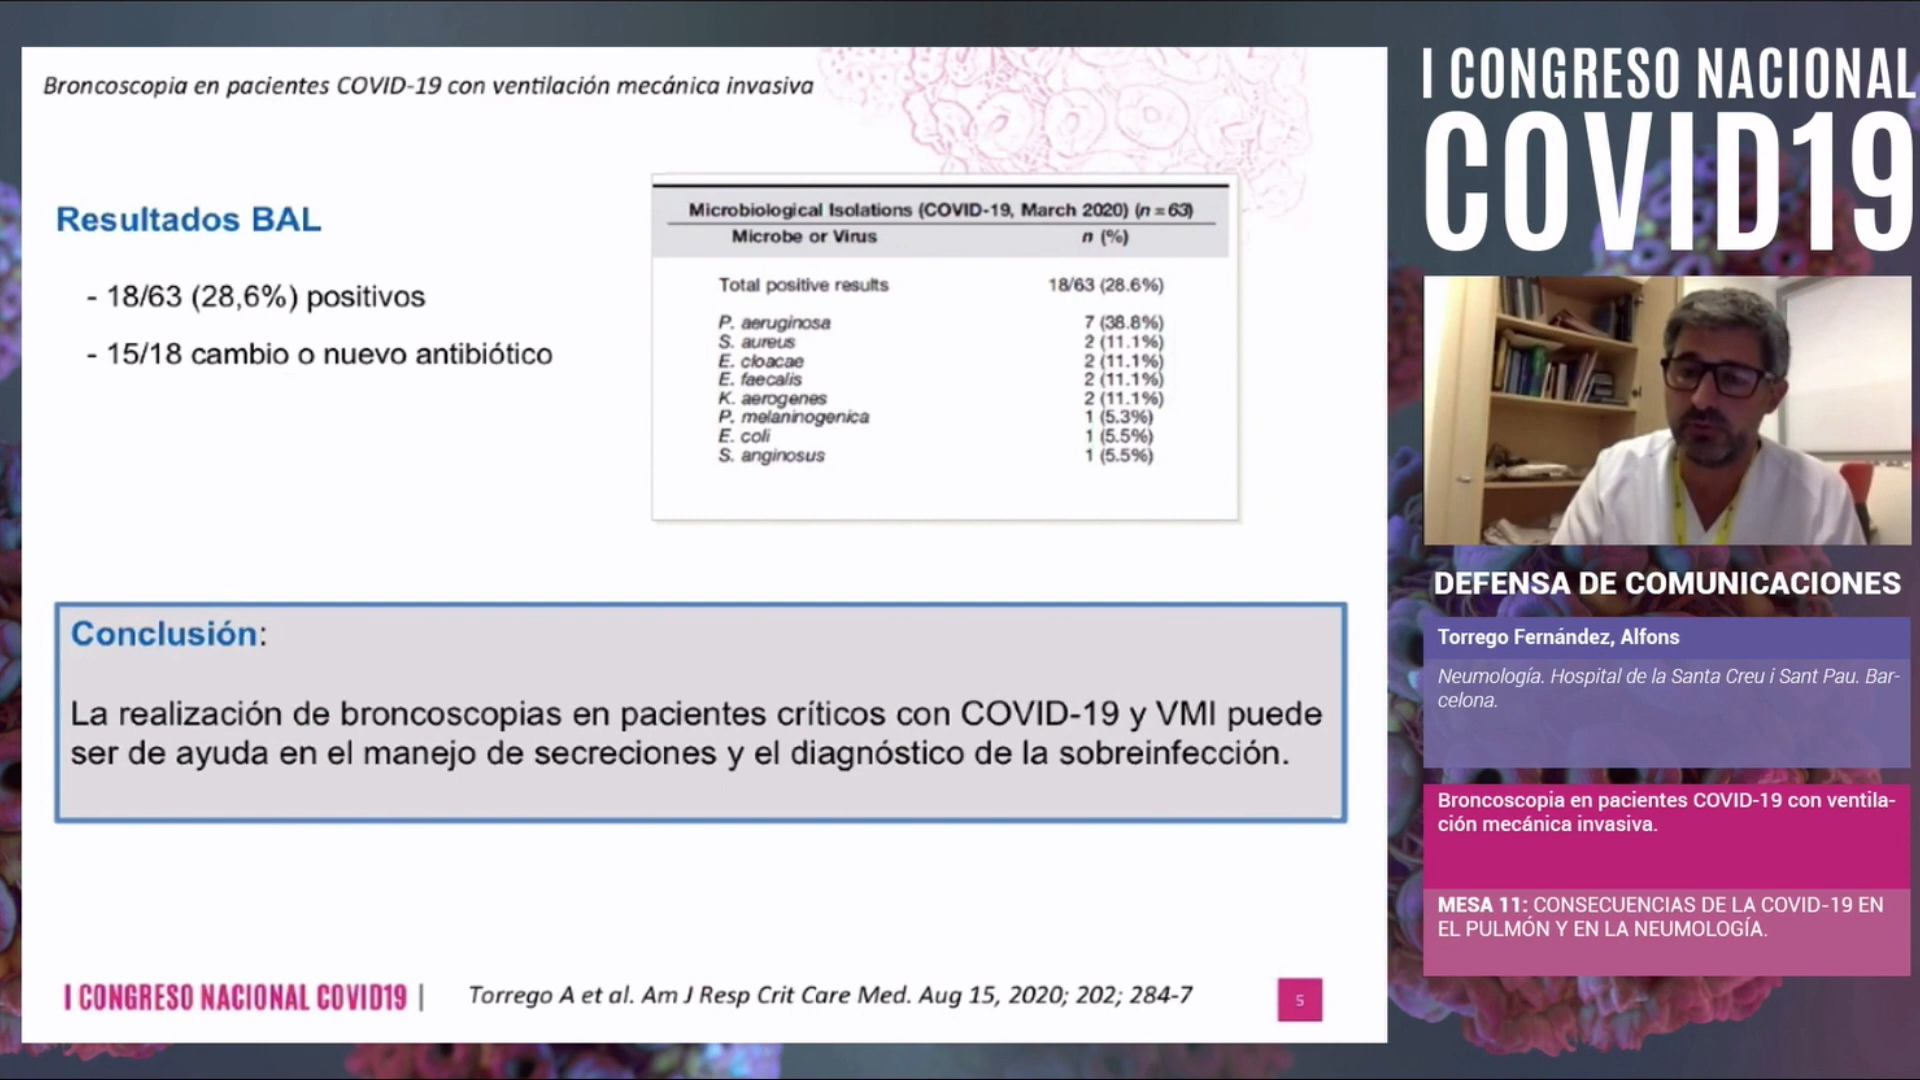 Broncoscopia en pacientes COVID-19 con ventilación mecánica invasiva
Resultados BAL
- 18/63 (28,6%) positivos
- 15/18 cambio o nuevo antibiótico
Microbiological Isolations (COVID-19, March 2020) (n = 63)
Microbe or Virus n (%)
Total positive results 18/63 (28.6%)
P. aeruginosa 7 (38.8%)
S. aureus 2 (11.1%)
E. cloacae 2 (11.1%)
E. faecalis 2 (11.1%)
K. aerogenes 2 (11.1%)
P. melaninogenica 1 (5.3%)
E. coli 1 (5.5%)
S. anginosus 1 (5.5%)
Conclusión:
La realización de broncoscopias en pacientes críticos con COVID-19 y VMI puede
ser de ayuda en el manejo de secreciones y el diagnóstico de la sobreinfección.
I CONGRESO NACIONAL COVID19 |
Torrego A et al. Am J Resp Crit Care Med. Aug 15, 2020; 202; 284-7
5
I CONGRESO NACIONAL
COVID19
DEFENSA DE COMUNICACIONES
Torrego Fernández, Alfons
Neumología. Hospital de la Santa Creu i Sant Pau. Bar-
celona.
Broncoscopia en pacientes COVID-19 con ventila-
ción mecánica invasiva.
MESA 11: CONSECUENCIAS DE LA COVID-19 EN
EL PULMÓN Y EN LA NEUMOLOGÍA.